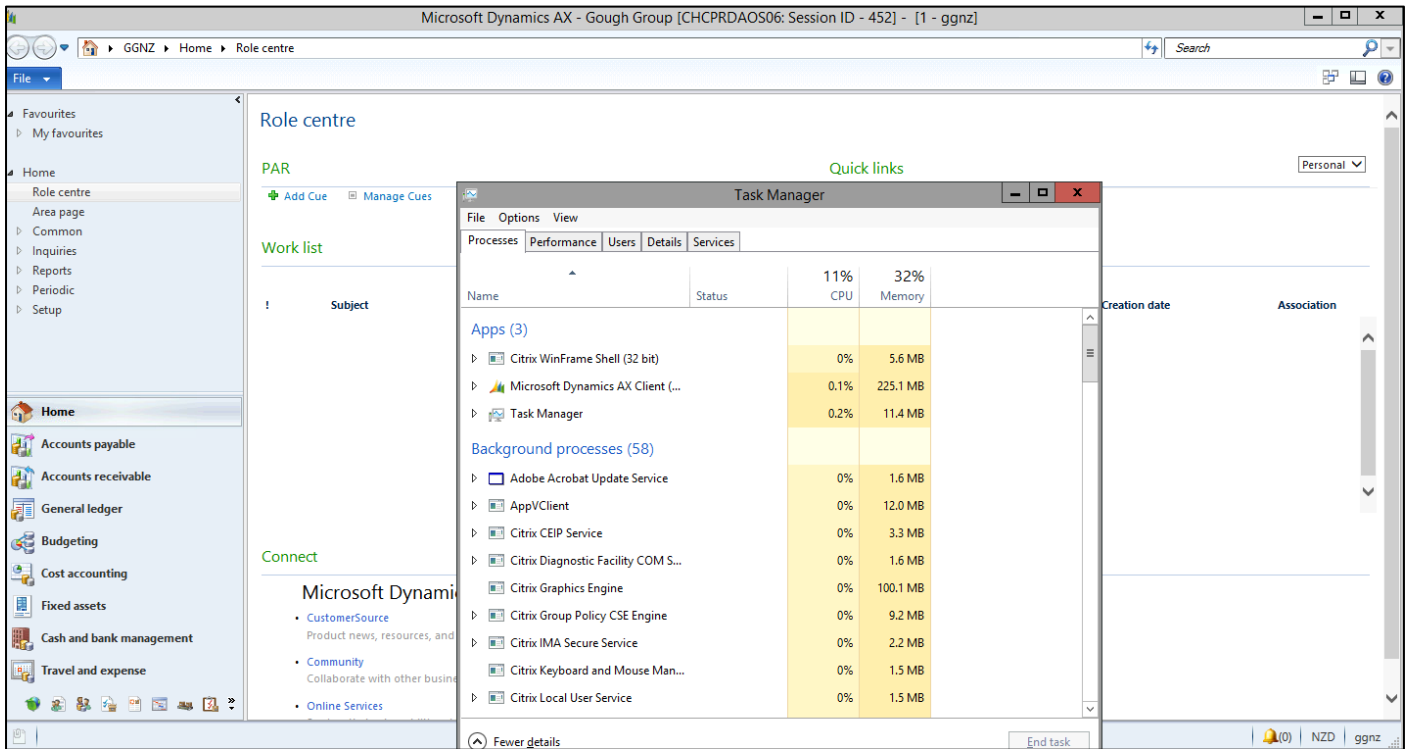 Microsoft Dynamics AX - Gough Group [CHCPRDAOS06: Session ID - 452] - [1 - ggnz]
GGNZ Home Role centre
Search
File
Favourites
My favourites
Home
Role centre
Area page
Common
Inquiries
Reports
Periodic
Setup
Home
Accounts payable
Accounts receivable
General ledger
Budgeting
Cost accounting
Fixed assets
Cash and bank management
Travel and expense
Role centre
PAR
Quick links
Personal
Add Cue Manage Cues
Work list
! Subject
Creation date Association
Connect
Microsoft Dynami
• CustomerSource
Product news, resources, and
• Community
Collaborate with other busine
• Online Services
Task Manager
File Options View
Processes Performance Users Details Services
11% 32%
Name Status CPU Memory
Apps (3)
Citrix WinFrame Shell (32 bit) 0% 5.6 MB
Microsoft Dynamics AX Client (... 0.1% 225.1 MB
Task Manager 0.2% 11.4 MB
Background processes (58)
Adobe Acrobat Update Service 0% 1.6 MB
AppVClient 0% 12.0 MB
Citrix CEIP Service 0% 3.3 MB
Citrix Diagnostic Facility COM S... 0% 1.6 MB
Citrix Graphics Engine 0% 100.1 MB
Citrix Group Policy CSE Engine 0% 9.2 MB
Citrix IMA Secure Service 0% 2.2 MB
Citrix Keyboard and Mouse Man... 0% 1.5 MB
Citrix Local User Service 0% 1.5 MB
Fewer details End task
(0) NZD ggnz